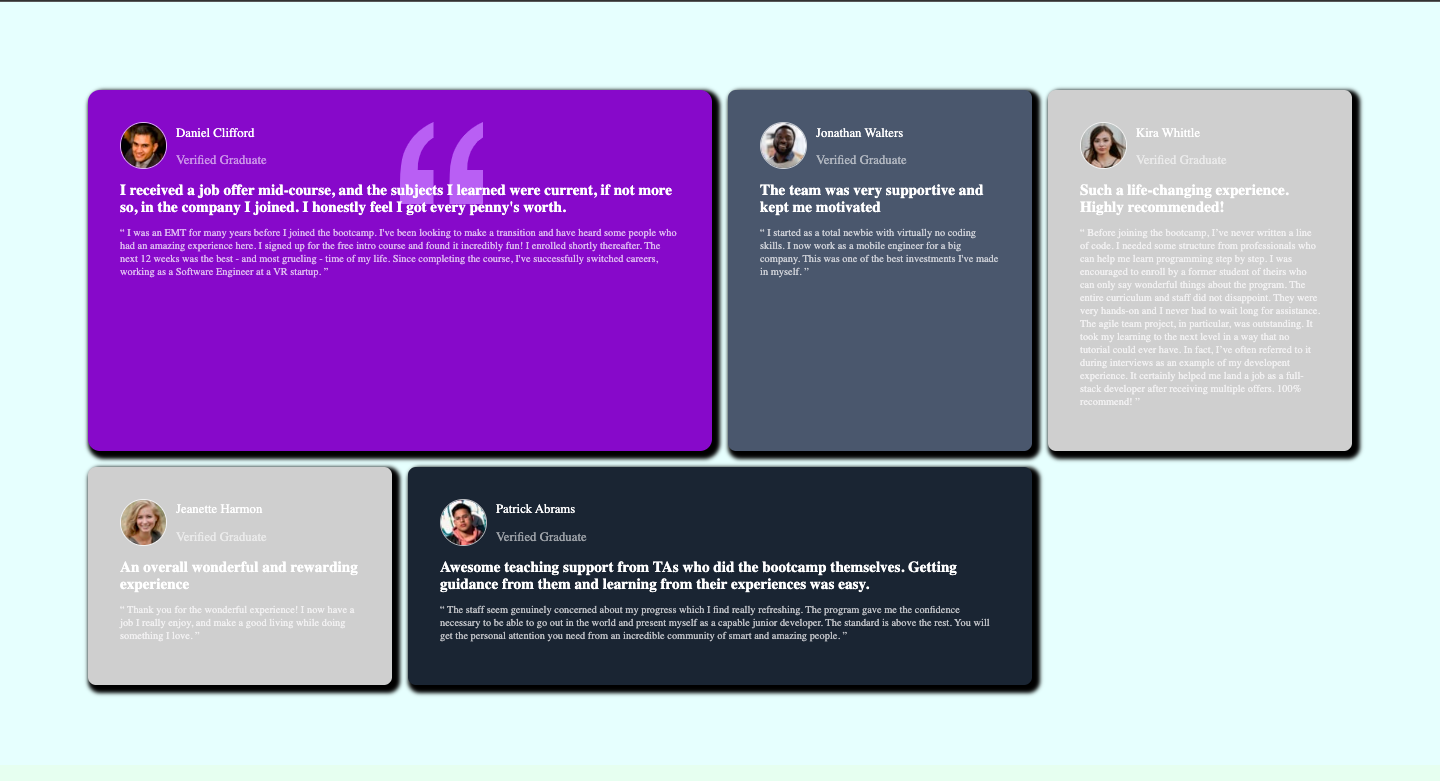 Daniel Clifford
Verified Graduate
I received a job offer mid-course, and the subjects I learned were current, if not more
so, in the company I joined. I honestly feel I got every penny's worth.
“ I was an EMT for many years before I joined the bootcamp. I've been looking to make a transition and have heard some people who
had an amazing experience here. I signed up for the free intro course and found it incredibly fun! I enrolled shortly thereafter. The
next 12 weeks was the best - and most grueling - time of my life. Since completing the course, I've successfully switched careers,
working as a Software Engineer at a VR startup. ”
Jonathan Walters
Verified Graduate
The team was very supportive and
kept me motivated
“ I started as a total newbie with virtually no coding
skills. I now work as a mobile engineer for a big
company. This was one of the best investments I've made
in myself. ”
Kira Whittle
Verified Graduate
Such a life-changing experience.
Highly recommended!
“ Before joining the bootcamp, I've never written a line
of code. I needed some structure from professionals who
can help me learn programming step by step. I was
encouraged to enroll by a former student of theirs who
can only say wonderful things about the program. The
entire curriculum and staff did not disappoint. They were
very hands-on and I never had to wait long for assistance.
The agile team project, in particular, was outstanding. It
took my learning to the next level in a way that no
tutorial could ever have. In fact, I've often referred to it
during interviews as an example of my developent
experience. It certainly helped me land a job as a full-
stack developer after receiving multiple offers. 100%
recommend! ”
Jeanette Harmon
Verified Graduate
An overall wonderful and rewarding
experience
“ Thank you for the wonderful experience! I now have a
job I really enjoy, and make a good living while doing
something I love. ”
Patrick Abrams
Verified Graduate
Awesome teaching support from TAs who did the bootcamp themselves. Getting
guidance from them and learning from their experiences was easy.
“ The staff seem genuinely concerned about my progress which I find really refreshing. The program gave me the confidence
necessary to be able to go out in the world and present myself as a capable junior developer. The standard is above the rest. You will
get the personal attention you need from an incredible community of smart and amazing people. ”